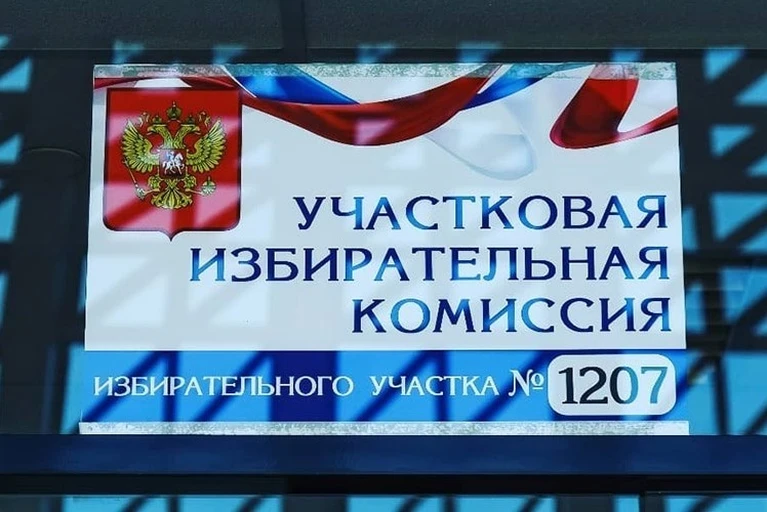 УЧАСТКОВАЯ
ИЗБИРАТЕЛЬНАЯ
КОМИССИЯ
ИЗБИРАТЕЛЬНОГО УЧАСТКА № 1207